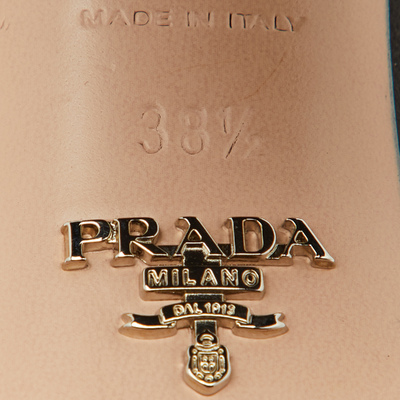 MADE IN ITALY
38½
PRADA
MILANO
DAL 1913